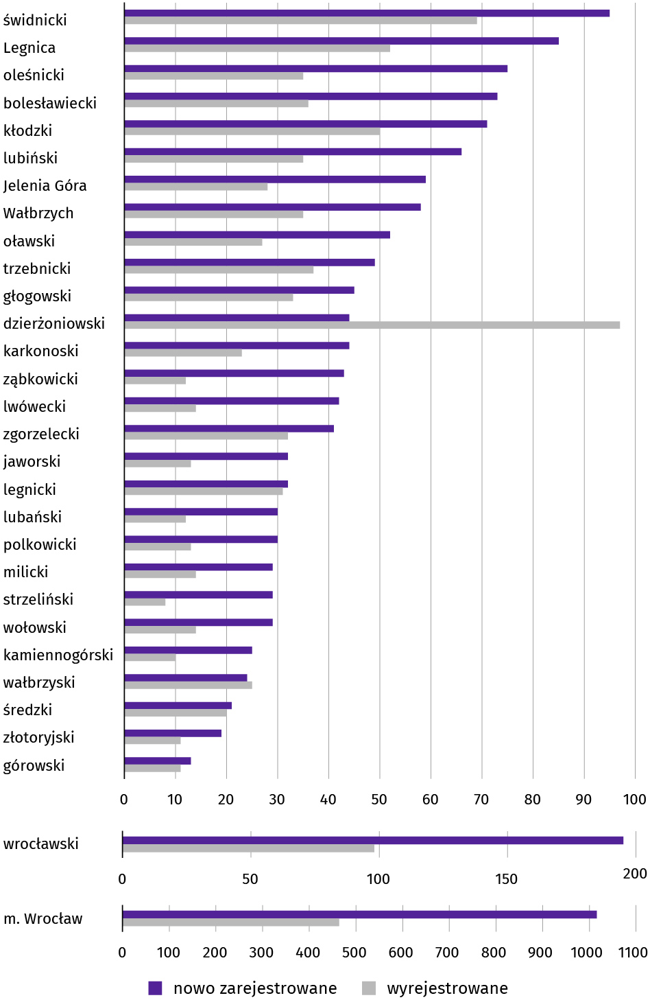 świdnicki
Legnica
oleśnicki
bolesławiecki
kłodzki
lubiński
Jelenia Góra
Wałbrzych
oławski
trzebnicki
głogowski
dzierżoniowski
karkonoski
ząbkowicki
lwówecki
zgorzelecki
jaworski
legnicki
lubański
polkowicki
milicki
strzeliński
wołowski
kamiennogórski
wałbrzyski
średzki
złotoryjski
górowski
0 10 20 30 40 50 60 70 80 90 100
wrocławski
0 50 100 150 200
m. Wrocław
0 100 200 300 400 500 600 700 800 900 1000 1100
nowo zarejestrowane wyrejestrowane